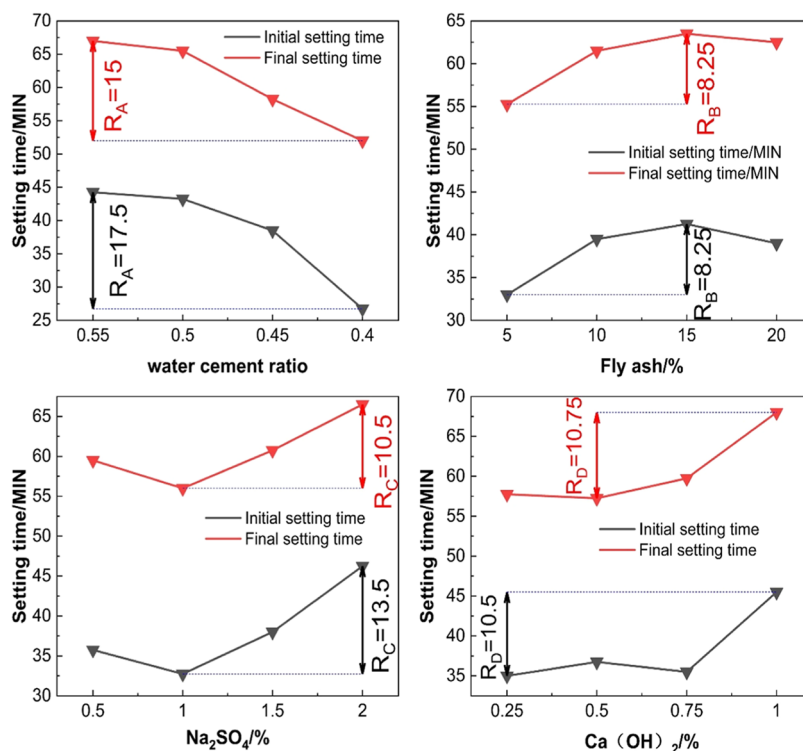 Setting time/MIN
70
65
60
55
50
45
40
35
30
25
Initial setting time
Final setting time
R_A=15
R_A=17.5
0.55 0.5 0.45 0.4
water cement ratio
Setting time/MIN
65
60
55
50
45
40
35
30
R_B=8.25
Initial setting time/MIN
Final setting time/MIN
R_B=8.25
5 10 15 20
Fly ash/%
Setting time/MIN
65
60
55
50
45
40
35
30
R_C=10.5
Initial setting time
Final setting time
R_C=13.5
0.5 1 1.5 2
Na₂SO₄/%
Setting time/MIN
70
65
60
55
50
45
40
35
R_D=10.75
Initial setting time
Final setting time
R_D=10.5
0.25 0.5 0.75 1
Ca（OH）₂/%